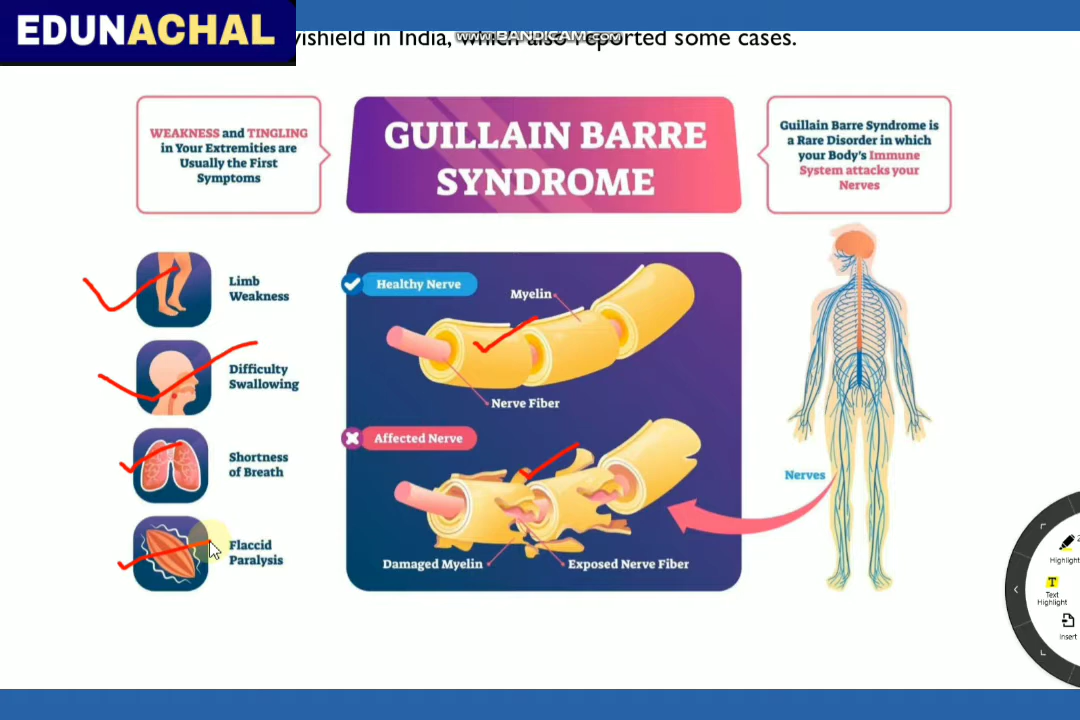 EDUNACHAL
vishield in India, which also reported some cases.
www.BANDICAM.com
WEAKNESS and TINGLING
in Your Extremities are
Usually the First
Symptoms
GUILLAIN BARRE
SYNDROME
Guillain Barre Syndrome is
a Rare Disorder in which
your Body's Immune
System attacks your
Nerves
Limb
Weakness
Difficulty
Swallowing
Shortness
of Breath
Flaccid
Paralysis
Healthy Nerve
Myelin
Nerve Fiber
Affected Nerve
Damaged Myelin
Exposed Nerve Fiber
Nerves
Highlight
T
Text
Highlight
Insert